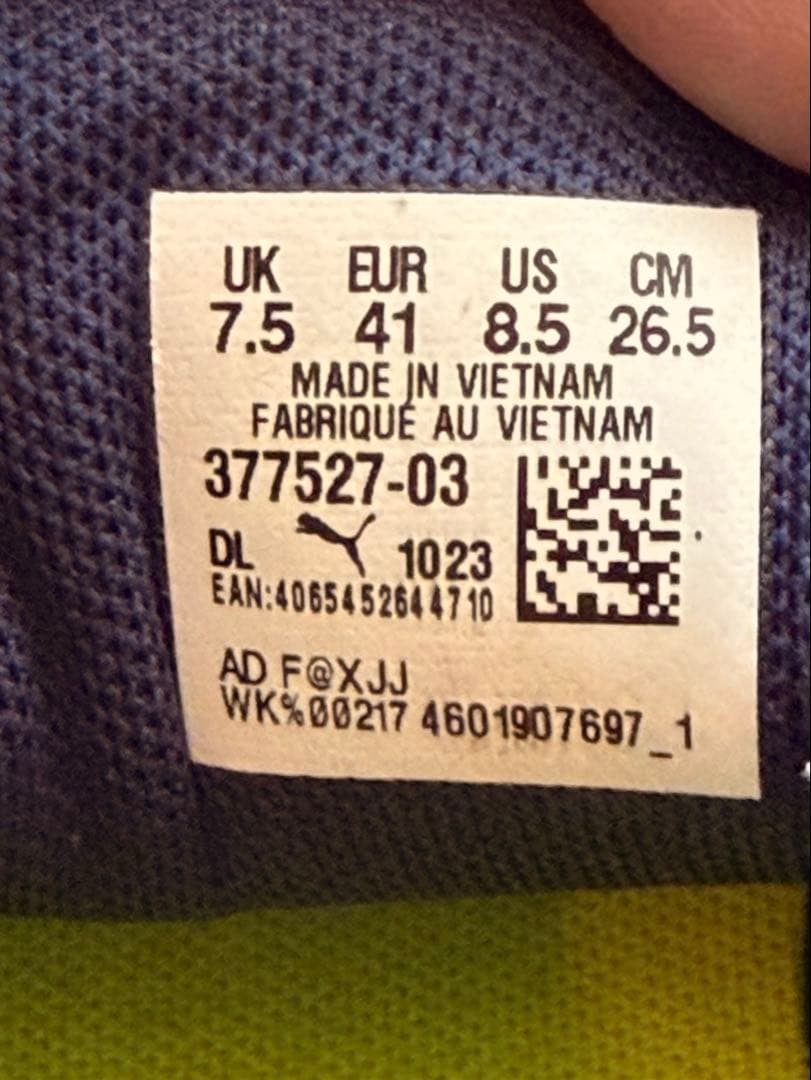 UK EUR US CM
7.5 41 8.5 26.5
MADE IN VIETNAM
FABRIQUÉ AU VIETNAM
377527-03
DL 1023
EAN:4065452644710
AD F@XJJ
WK%00217 4601907697_1